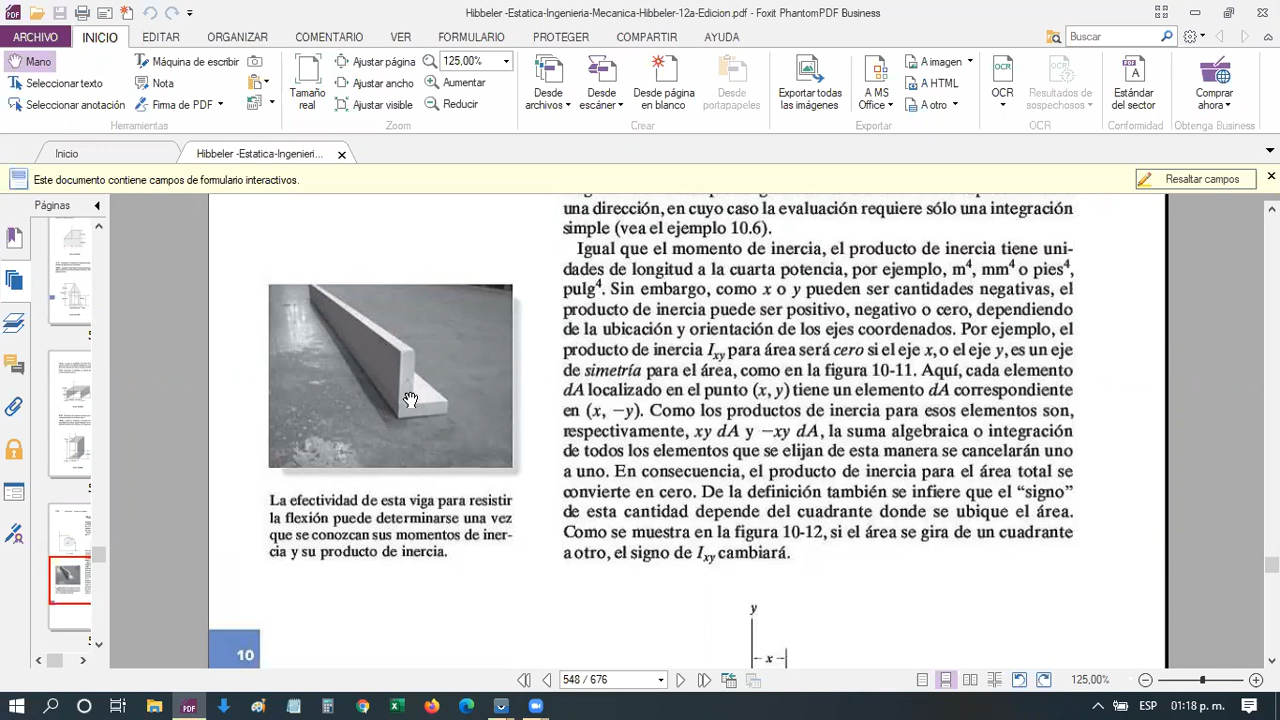 Hibbeler -Estatica-Ingenieria-Mecanica-Hibbeler-12a-Edicion.pdf - Foxit PhantomPDF Business
ARCHIVO INICIO EDITAR ORGANIZAR COMENTARIO VER FORMULARIO PROTEGER COMPARTIR AYUDA Buscar
Mano
Seleccionar texto
Seleccionar anotación
Herramientas
Máquina de escribir
Nota
Firma de PDF
Tamaño real
Ajustar página
Ajustar ancho
Ajustar visible
125,00%
Aumentar
Reducir
Zoom
Desde archivos
Desde escáner
Desde página en blanco
Desde portapapeles
Crear
Exportar todas las imágenes
A MS Office
A imagen
A HTML
A otro
Exportar
OCR
Resultados de sospechosos
OCR
Estándar del sector
Conformidad
Comprar ahora
Obtenga Business
Inicio
Hibbeler -Estatica-Ingenieri...
Este documento contiene campos de formulario interactivos.
Resaltar campos
Páginas
una dirección, en cuyo caso la evaluación requiere sólo una integración
simple (vea el ejemplo 10.6).
Igual que el momento de inercia, el producto de inercia tiene uni-
dades de longitud a la cuarta potencia, por ejemplo, m⁴, mm⁴ o pies⁴,
pulg⁴. Sin embargo, como x o y pueden ser cantidades negativas, el
producto de inercia puede ser positivo, negativo o cero, dependiendo
de la ubicación y orientación de los ejes coordenados. Por ejemplo, el
producto de inercia Ixy para área será cero si el eje x, o el eje y, es un eje
de simetría para el área, como en la figura 10-11. Aquí, cada elemento
dA localizado en el punto (x, y) tiene un elemento dA correspondiente
en (x, −y). Como los productos de inercia para esos elementos son,
respectivamente, xy dA y −xy dA, la suma algebraica o integración
de todos los elementos que se elijan de esta manera se cancelarán uno
a uno. En consecuencia, el producto de inercia para el área total se
convierte en cero. De la definición también se infiere que el “signo”
de esta cantidad depende del cuadrante donde se ubique el área.
Como se muestra en la figura 10-12, si el área se gira de un cuadrante
a otro, el signo de Ixy cambiará.
La efectividad de esta viga para resistir
la flexión puede determinarse una vez
que se conozcan sus momentos de iner-
cia y su producto de inercia.
y
x
10
548 / 676
125,00%
ESP 01:18 p. m.